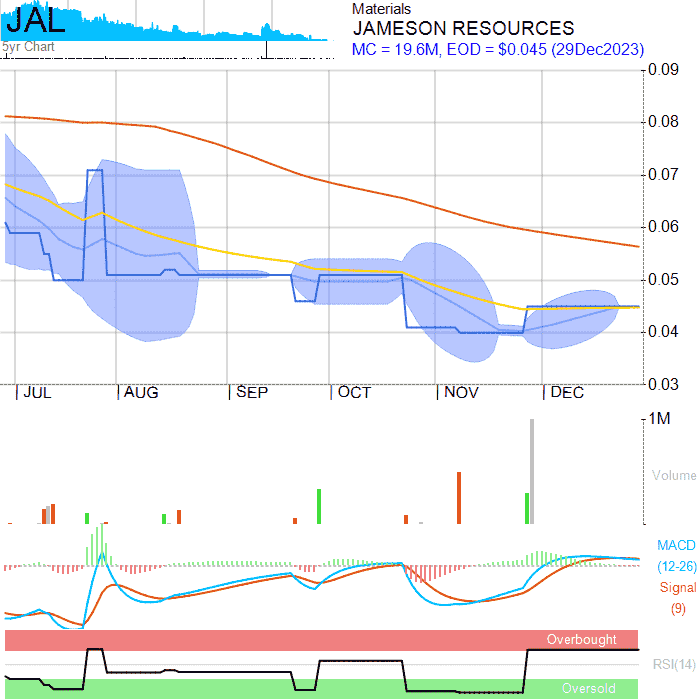 JAL
5yr Chart
Materials
JAMESON RESOURCES
MC = 19.6M, EOD = $0.045 (29Dec2023)
0.09
0.08
0.07
0.06
0.05
0.04
0.03
JUL AUG SEP OCT NOV DEC
1M
Volume
MACD
(12-26)
Signal
(9)
Overbought
RSI(14)
Oversold